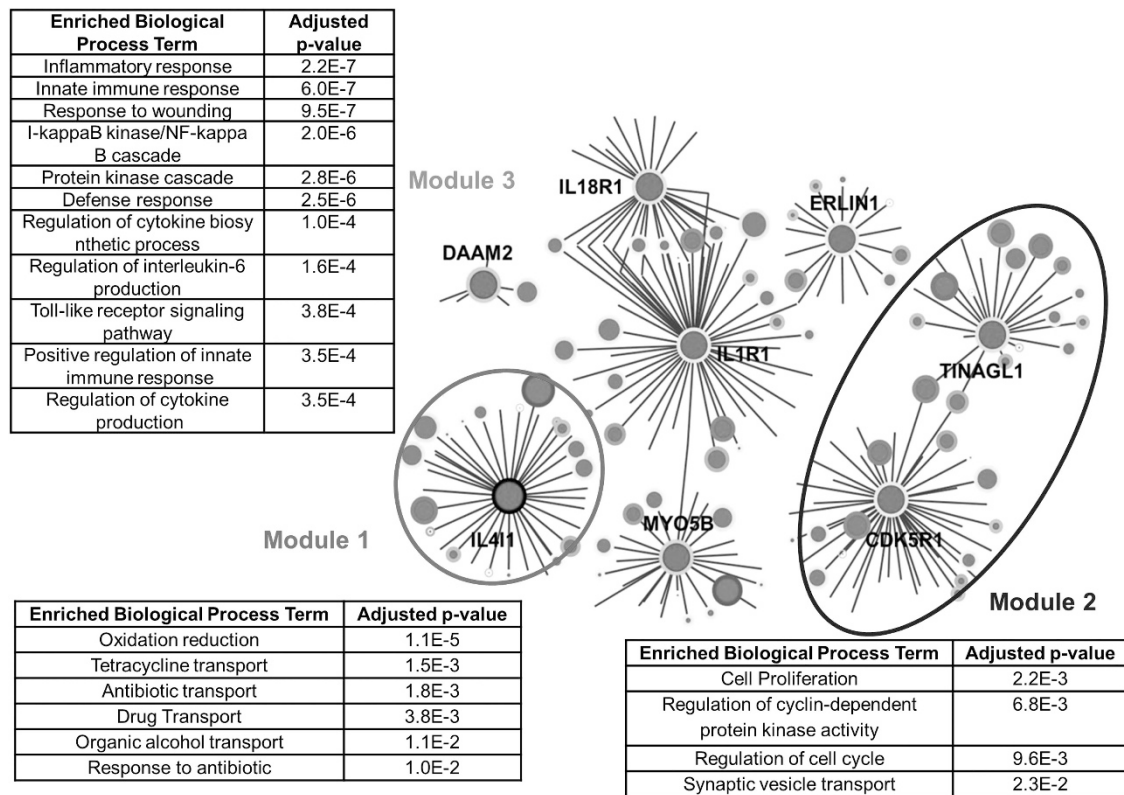 Enriched Biological Process Term Adjusted p-value
Inflammatory response 2.2E-7
Innate immune response 6.0E-7
Response to wounding 9.5E-7
I-kappaB kinase/NF-kappa B cascade 2.0E-6
Protein kinase cascade 2.8E-6
Defense response 2.5E-6
Regulation of cytokine biosy nthetic process 1.0E-4
Regulation of interleukin-6 production 1.6E-4
Toll-like receptor signaling pathway 3.8E-4
Positive regulation of innate immune response 3.5E-4
Regulation of cytokine production 3.5E-4
Module 3
IL18R1
ERLIN1
DAAM2
IL1R1
TINAGL1
IL4I1
MYO5B
CDK5R1
Module 1
Module 2
Enriched Biological Process Term Adjusted p-value
Oxidation reduction 1.1E-5
Tetracycline transport 1.5E-3
Antibiotic transport 1.8E-3
Drug Transport 3.8E-3
Organic alcohol transport 1.1E-2
Response to antibiotic 1.0E-2
Enriched Biological Process Term Adjusted p-value
Cell Proliferation 2.2E-3
Regulation of cyclin-dependent protein kinase activity 6.8E-3
Regulation of cell cycle 9.6E-3
Synaptic vesicle transport 2.3E-2